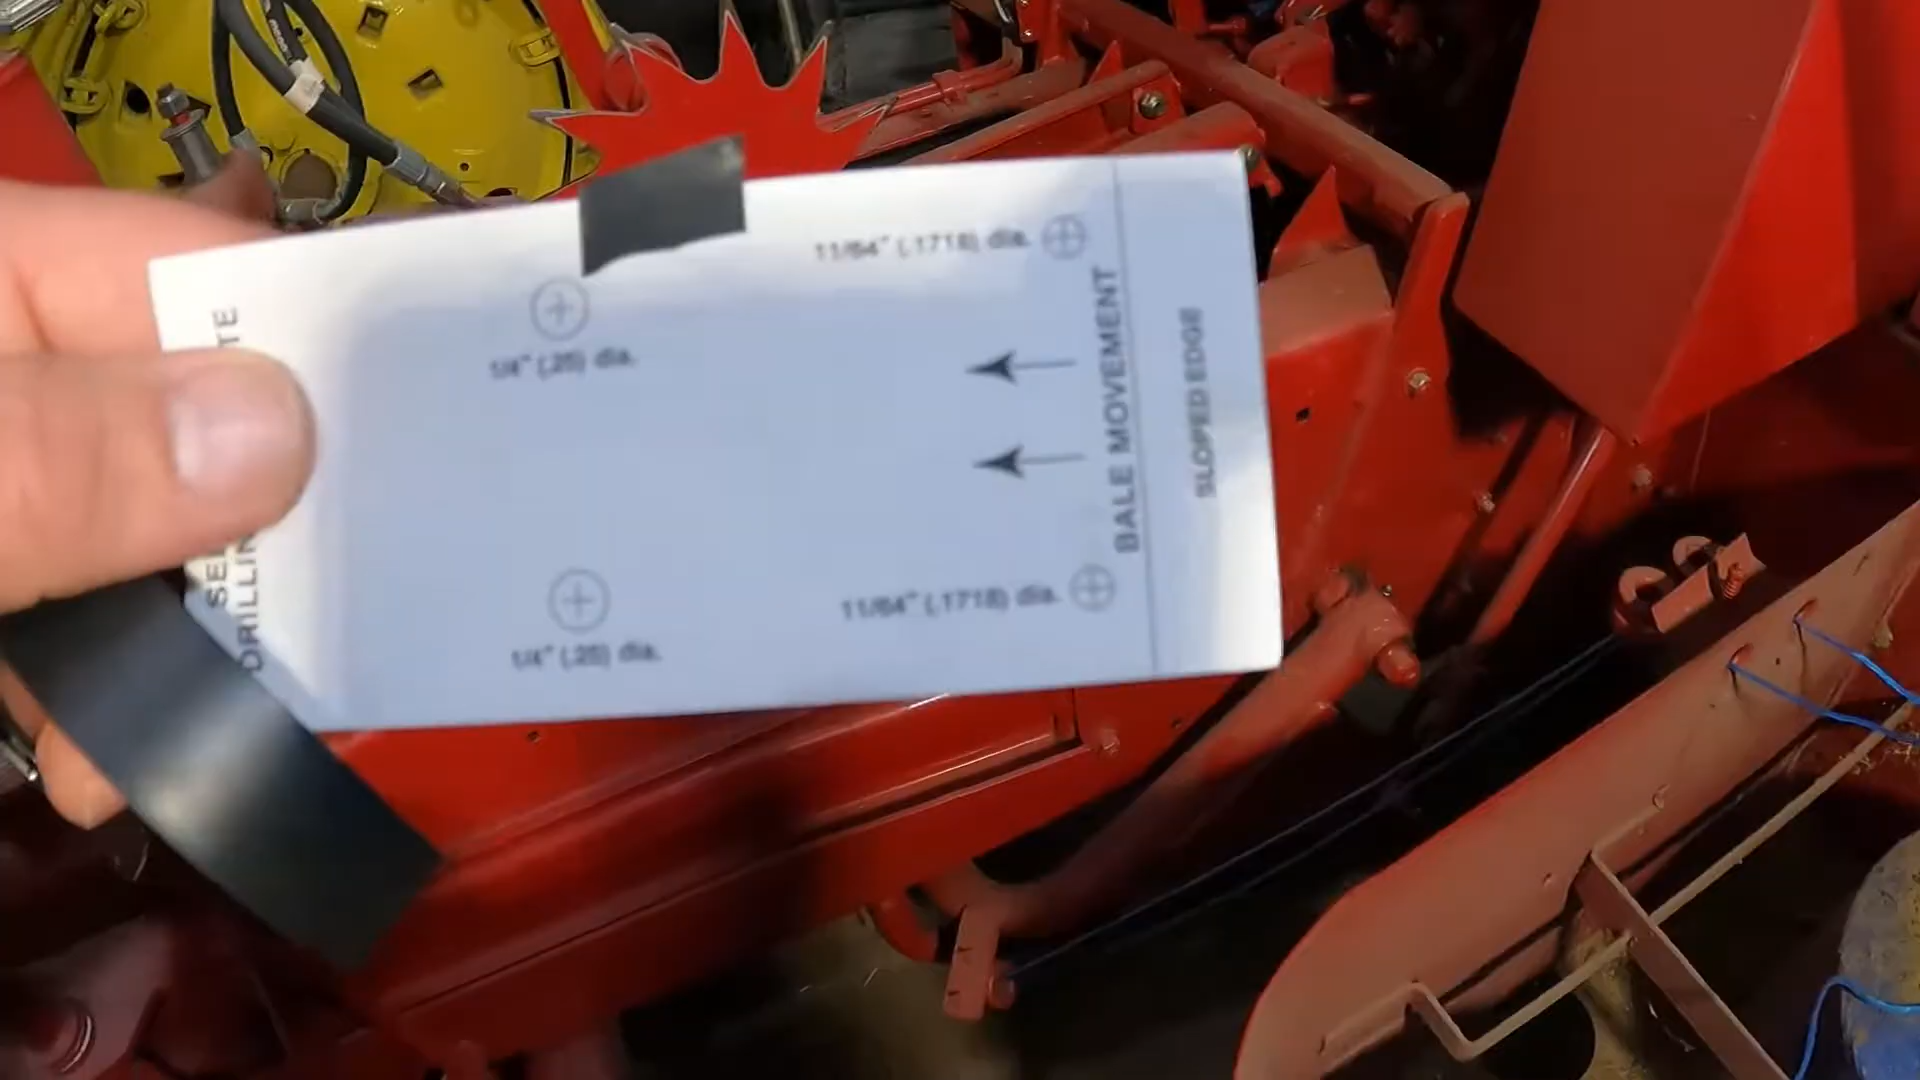 11/64" (.1718) dia.
1/4" (.25) dia.
BALE MOVEMENT
SLOPED EDGE
11/64" (.1718) dia.
1/4" (.25) dia.